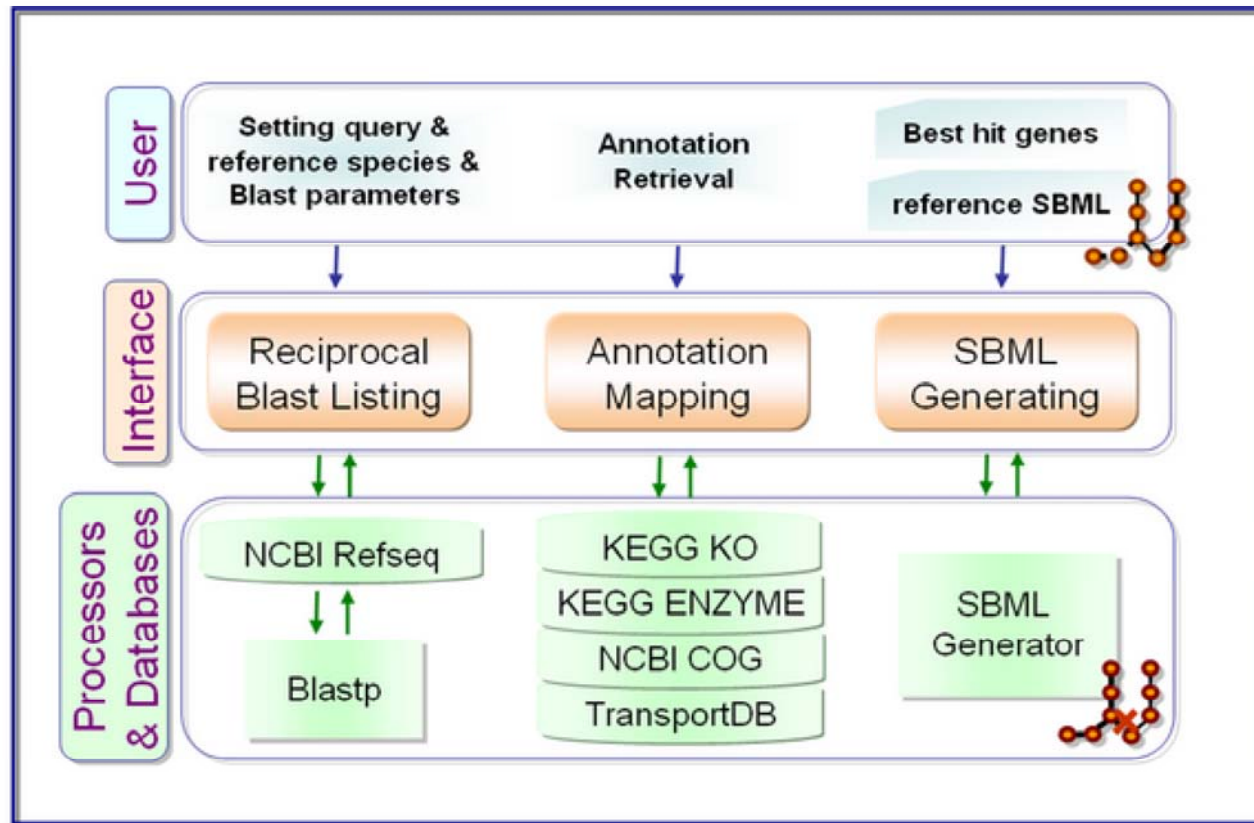 User
Setting query &
reference species &
Blast parameters
Annotation
Retrieval
Best hit genes
reference SBML
Interface
Reciprocal
Blast Listing
Annotation
Mapping
SBML
Generating
Processors
& Databases
NCBI Refseq
Blastp
KEGG KO
KEGG ENZYME
NCBI COG
TransportDB
SBML
Generator